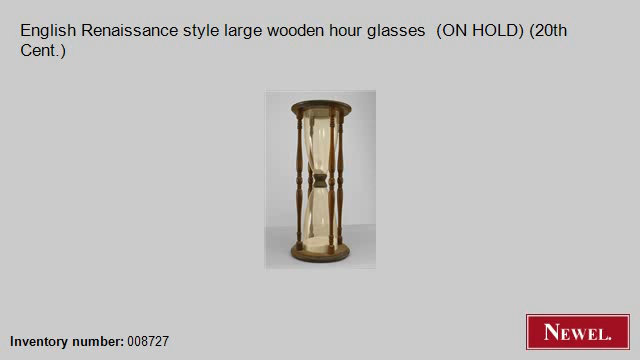 English Renaissance style large wooden hour glasses  (ON HOLD) (20th
Cent.)
Inventory number: 008727
NEWEL.